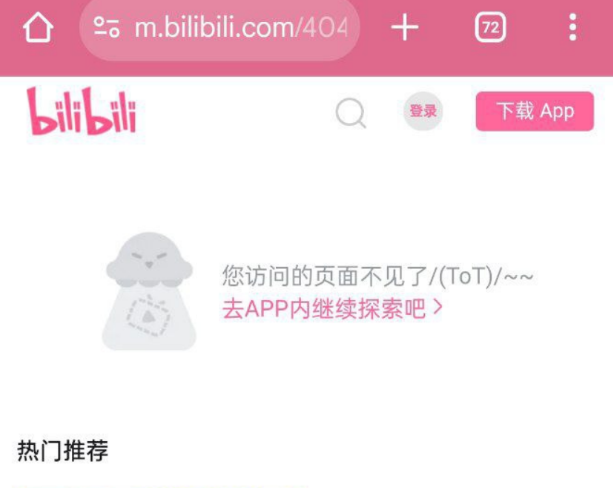 m.bilibili.com/404
72
bilibili
登录
下载 App
您访问的页面不见了/(ToT)/~~
去APP内继续探索吧 >
热门推荐